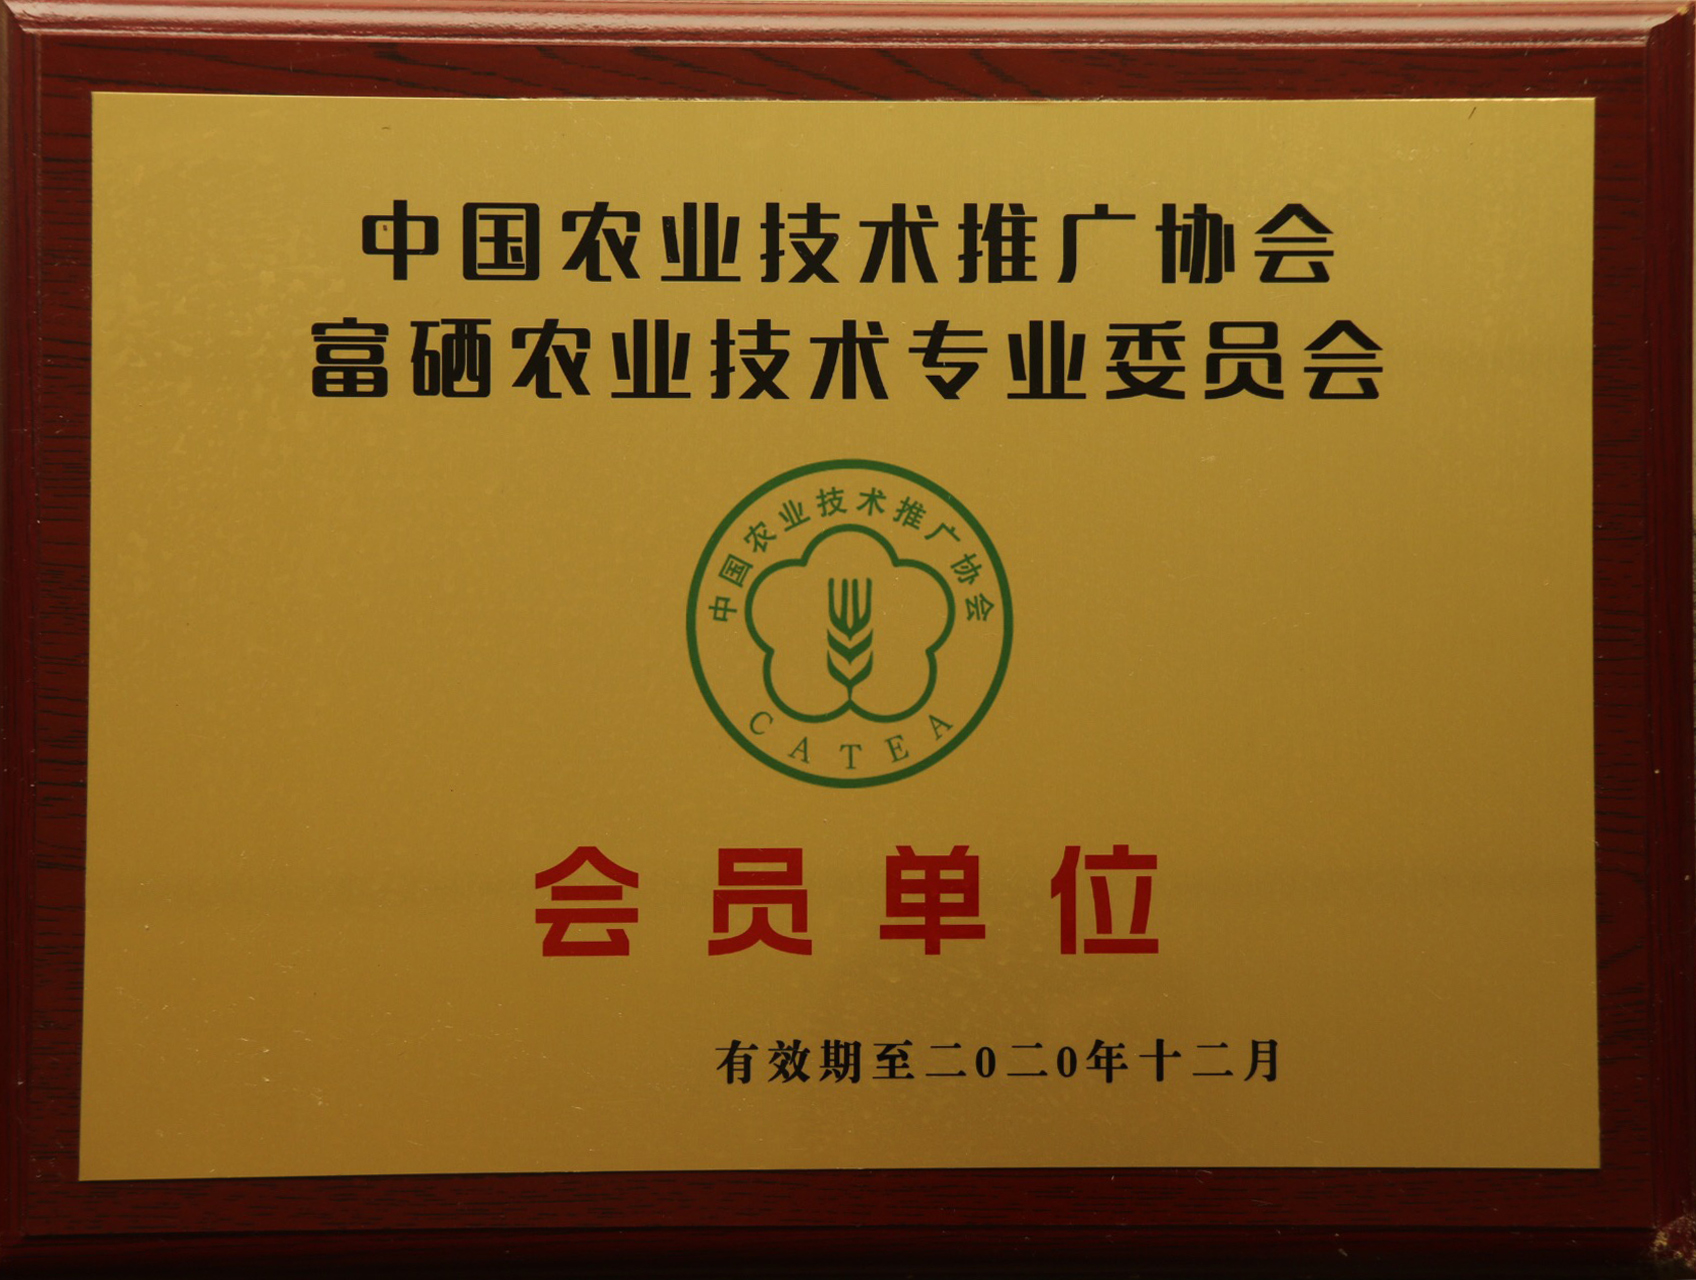 中国农业技术推广协会
富硒农业技术专业委员会
中国农业技术推广协会
CATEA
会员单位
有效期至二0二0年十二月